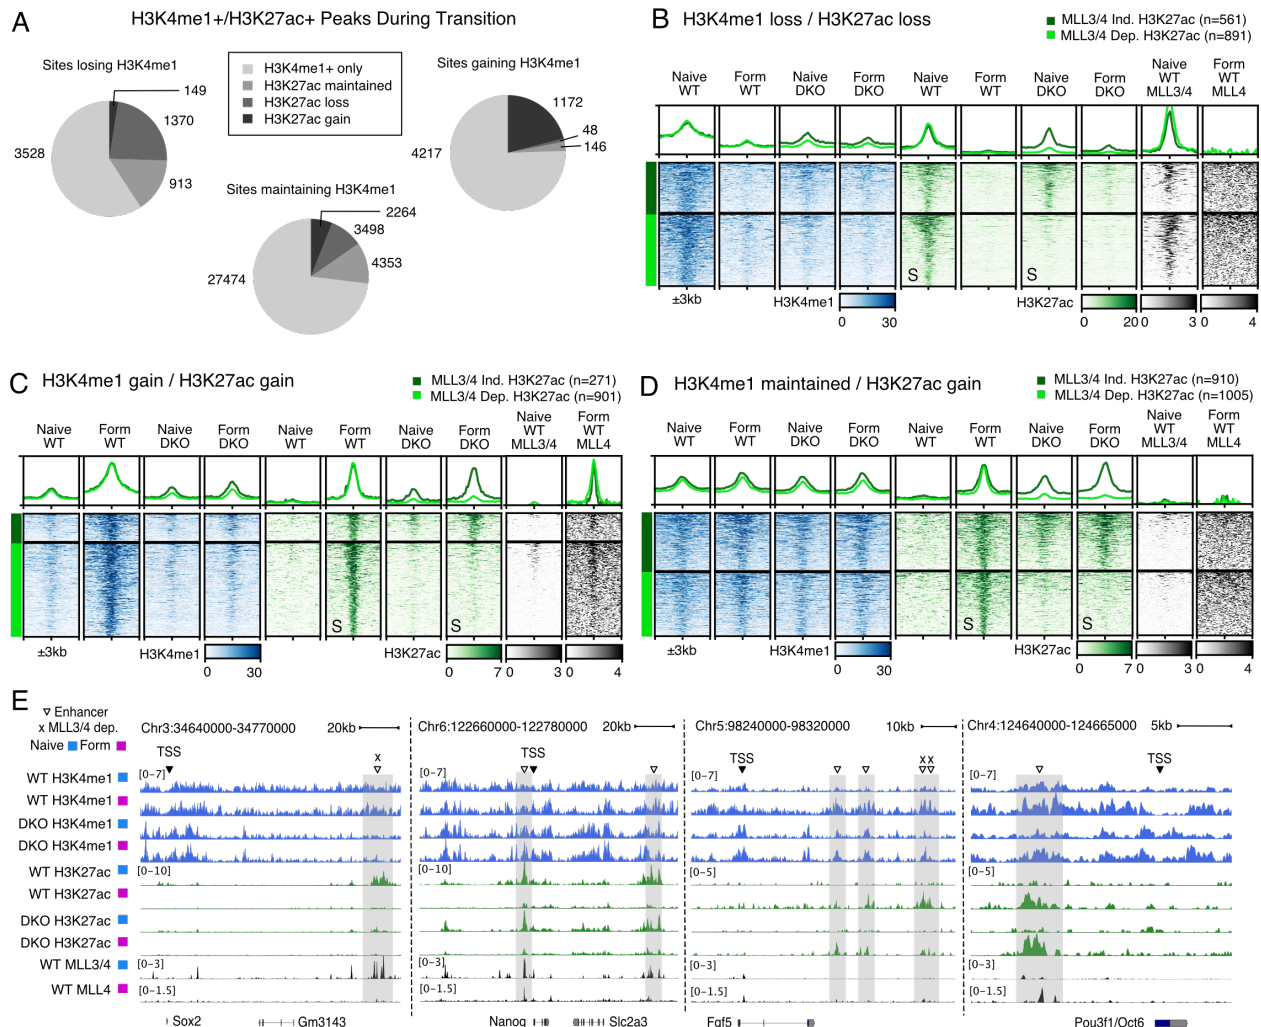 A
H3K4me1+/H3K27ac+ Peaks During Transition
Sites losing H3K4me1
149
1370
3528
913
H3K4me1+ only
H3K27ac maintained
H3K27ac loss
H3K27ac gain
Sites gaining H3K4me1
1172
48
146
4217
Sites maintaining H3K4me1
2264
3498
4353
27474
B
H3K4me1 loss / H3K27ac loss
MLL3/4 Ind. H3K27ac (n=561)
MLL3/4 Dep. H3K27ac (n=891)
Naive WT
Form WT
Naive DKO
Form DKO
Naive WT
Form WT
Naive DKO
Form DKO
Naive WT MLL3/4
Form WT MLL4
S
S
±3kb
H3K4me1
0 30
H3K27ac
0 20
0 3
0 4
C
H3K4me1 gain / H3K27ac gain
MLL3/4 Ind. H3K27ac (n=271)
MLL3/4 Dep. H3K27ac (n=901)
Naive WT
Form WT
Naive DKO
Form DKO
Naive WT
Form WT
Naive DKO
Form DKO
Naive WT MLL3/4
Form WT MLL4
S
S
±3kb
H3K4me1
0 30
H3K27ac
0 7
0 3
0 4
D
H3K4me1 maintained / H3K27ac gain
MLL3/4 Ind. H3K27ac (n=910)
MLL3/4 Dep. H3K27ac (n=1005)
Naive WT
Form WT
Naive DKO
Form DKO
Naive WT
Form WT
Naive DKO
Form DKO
Naive WT MLL3/4
Form WT MLL4
S
S
±3kb
H3K4me1
0 30
H3K27ac
0 7
0 3
0 4
E
Enhancer
x MLL3/4 dep.
Naive Form
WT H3K4me1
WT H3K4me1
DKO H3K4me1
DKO H3K4me1
WT H3K27ac
WT H3K27ac
DKO H3K27ac
DKO H3K27ac
WT MLL3/4
WT MLL4
Chr3:34640000-34770000 20kb
TSS
x
[0-7]
[0-10]
[0-3]
[0-1.5]
Sox2 Gm3143
Chr6:122660000-122780000 20kb
TSS
[0-7]
[0-10]
[0-3]
[0-1.5]
Nanog Slc2a3
Chr5:98240000-98320000 10kb
TSS
x x
[0-7]
[0-5]
[0-3]
[0-1.5]
Fgf5
Chr4:124640000-124665000 5kb
TSS
[0-7]
[0-5]
[0-3]
[0-1.5]
Pou3f1/Oct6